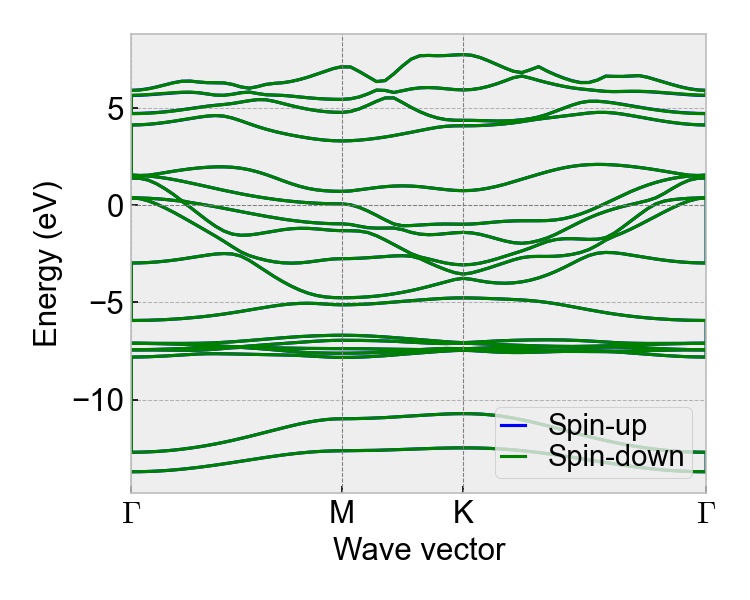 Energy (eV)
5
0
−5
−10
Spin-up
Spin-down
Γ M K Γ
Wave vector